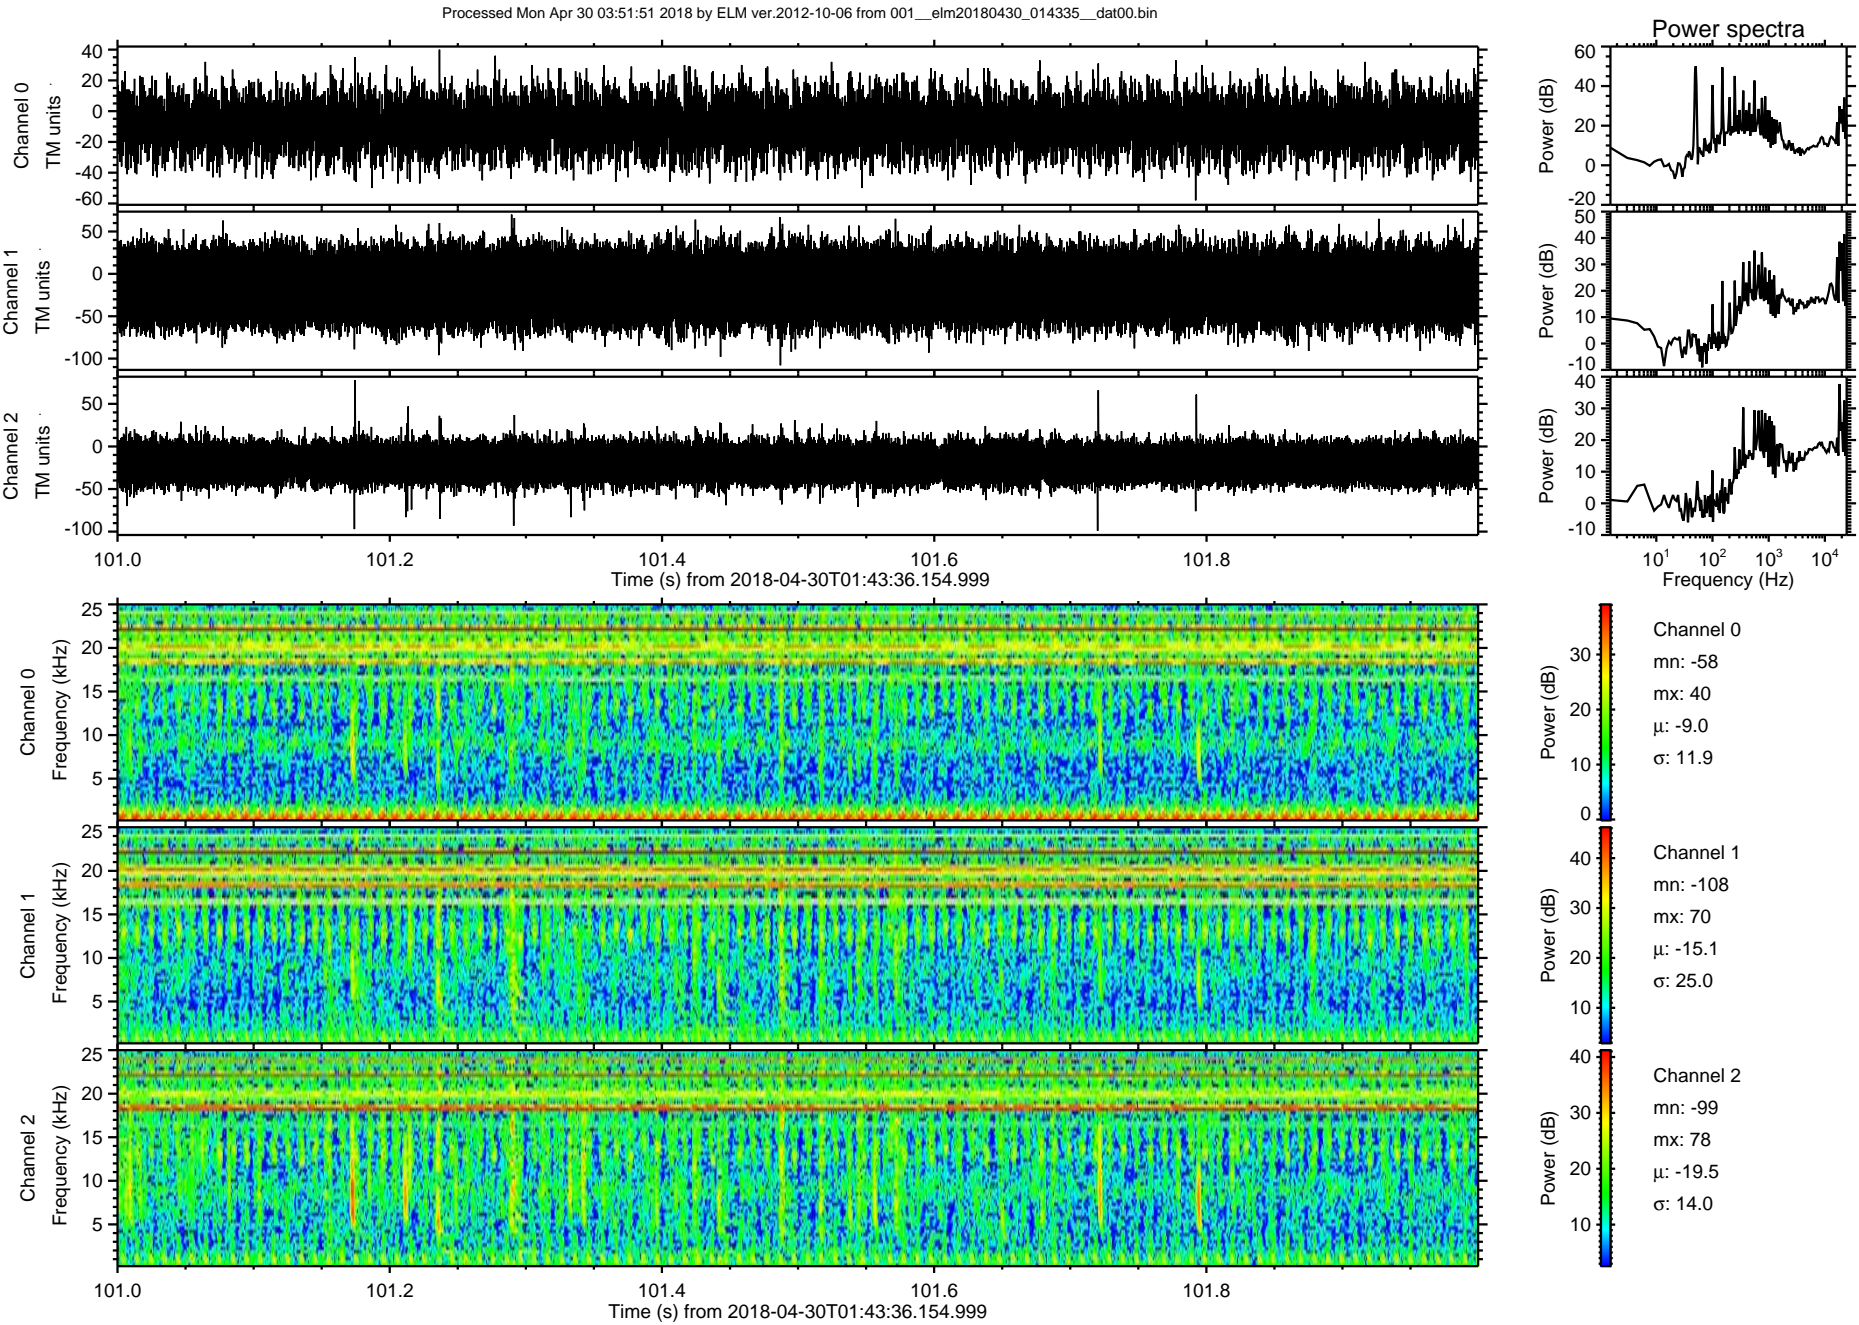 Processed Mon Apr 30 03:51:51 2018 by ELM ver.2012-10-06 from 001__elm20180430_014335__dat00.bin
Power spectra
Channel 0
TM units
40
20
0
-20
-40
-60
Power (dB)
60
40
20
0
-20
Channel 1
TM units
50
0
-50
-100
Power (dB)
50
40
30
20
10
0
-10
Channel 2
TM units
50
0
-50
-100
Power (dB)
40
30
20
10
0
-10
101.0 101.2 101.4 101.6 101.8
Time (s) from 2018-04-30T01:43:36.154.999
10¹ 10² 10³ 10⁴
Frequency (Hz)
Channel 0
Frequency (kHz)
25
20
15
10
5
Power (dB)
30
20
10
0
Channel 0
mn: -58
mx: 40
μ: -9.0
σ: 11.9
Channel 1
Frequency (kHz)
25
20
15
10
5
Power (dB)
40
30
20
10
Channel 1
mn: -108
mx: 70
μ: -15.1
σ: 25.0
Channel 2
Frequency (kHz)
25
20
15
10
5
Power (dB)
40
30
20
10
Channel 2
mn: -99
mx: 78
μ: -19.5
σ: 14.0
101.0 101.2 101.4 101.6 101.8
Time (s) from 2018-04-30T01:43:36.154.999